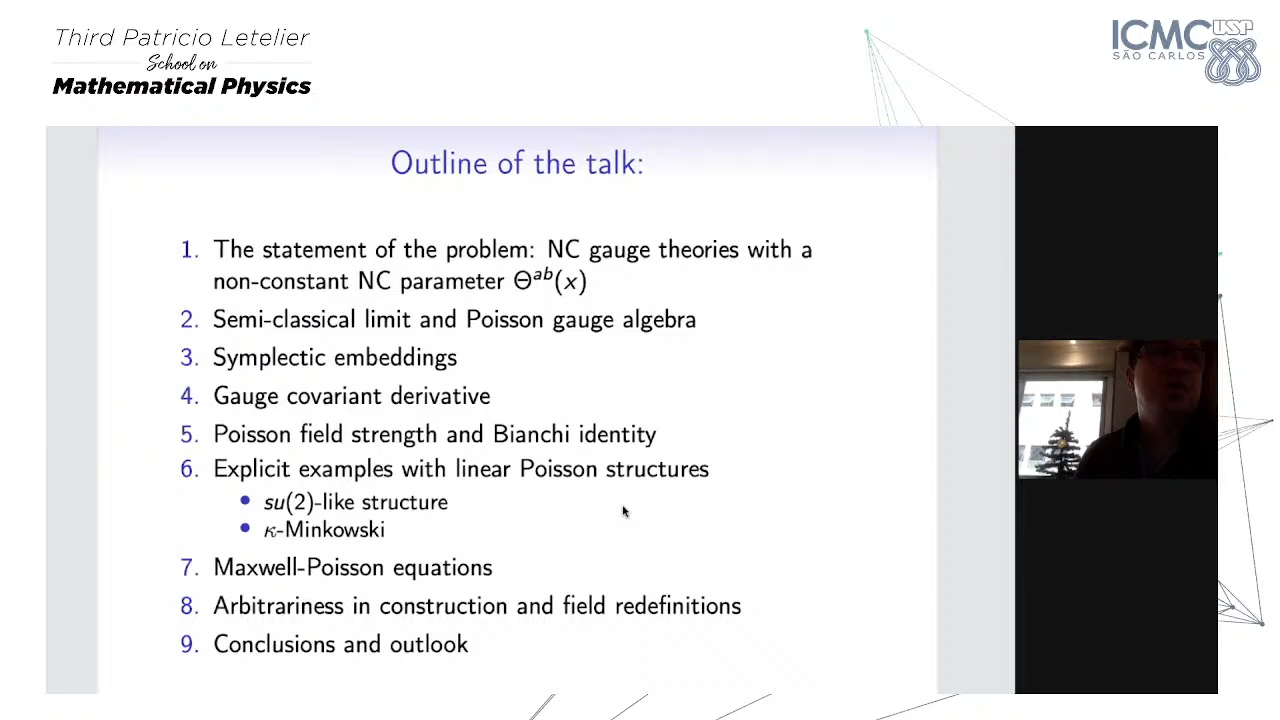 Third Patricio Letelier
School on
Mathematical Physics
ICMC USP
SÃO CARLOS
Outline of the talk:
1. The statement of the problem: NC gauge theories with a
non-constant NC parameter Θ^{ab}(x)
2. Semi-classical limit and Poisson gauge algebra
3. Symplectic embeddings
4. Gauge covariant derivative
5. Poisson field strength and Bianchi identity
6. Explicit examples with linear Poisson structures
• su(2)-like structure
• κ-Minkowski
7. Maxwell-Poisson equations
8. Arbitrariness in construction and field redefinitions
9. Conclusions and outlook